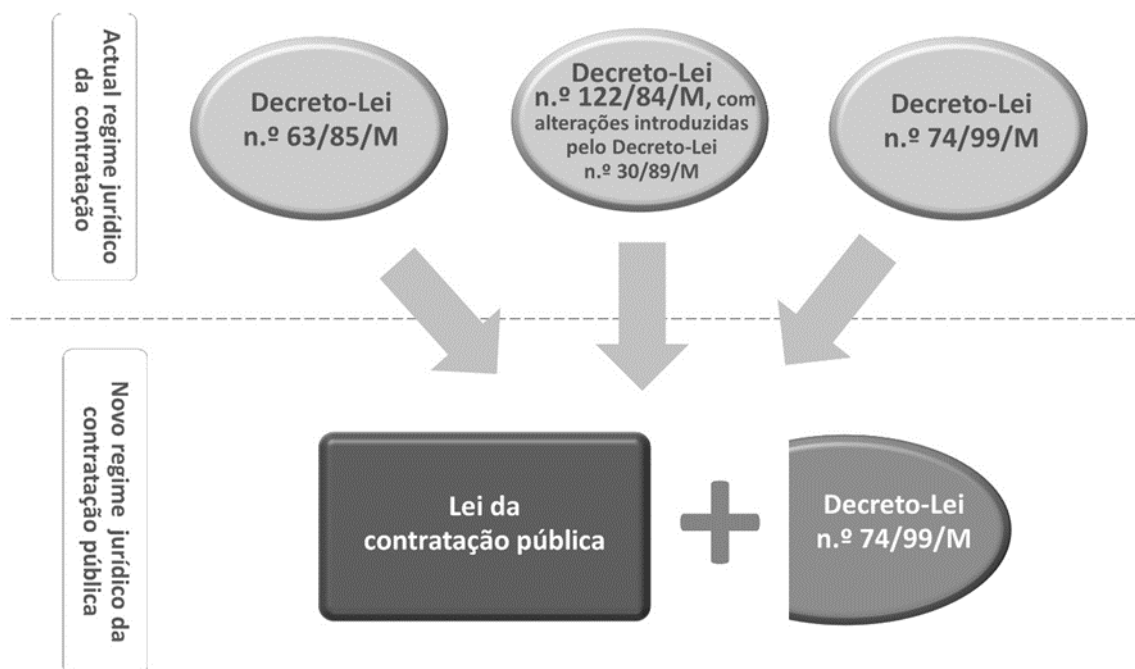 Actual regime jurídico
da contratação
Decreto-Lei
n.º 63/85/M
Decreto-Lei
n.º 122/84/M, com
alterações introduzidas
pelo Decreto-Lei
n.º 30/89/M
Decreto-Lei
n.º 74/99/M
Novo regime jurídico da
contratação pública
Lei da
contratação pública
Decreto-Lei
n.º 74/99/M